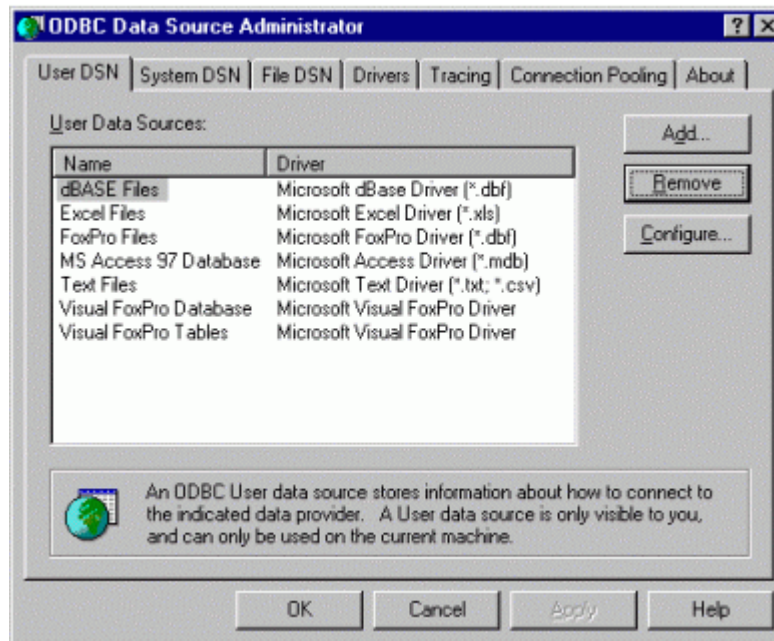 ODBC Data Source Administrator
User DSN System DSN File DSN Drivers Tracing Connection Pooling About
User Data Sources:
Name Driver
dBASE Files Microsoft dBase Driver (*.dbf)
Excel Files Microsoft Excel Driver (*.xls)
FoxPro Files Microsoft FoxPro Driver (*.dbf)
MS Access 97 Database Microsoft Access Driver (*.mdb)
Text Files Microsoft Text Driver (*.txt; *.csv)
Visual FoxPro Database Microsoft Visual FoxPro Driver
Visual FoxPro Tables Microsoft Visual FoxPro Driver
Add...
Remove
Configure...
An ODBC User data source stores information about how to connect to
the indicated data provider. A User data source is only visible to you,
and can only be used on the current machine.
OK Cancel Apply Help